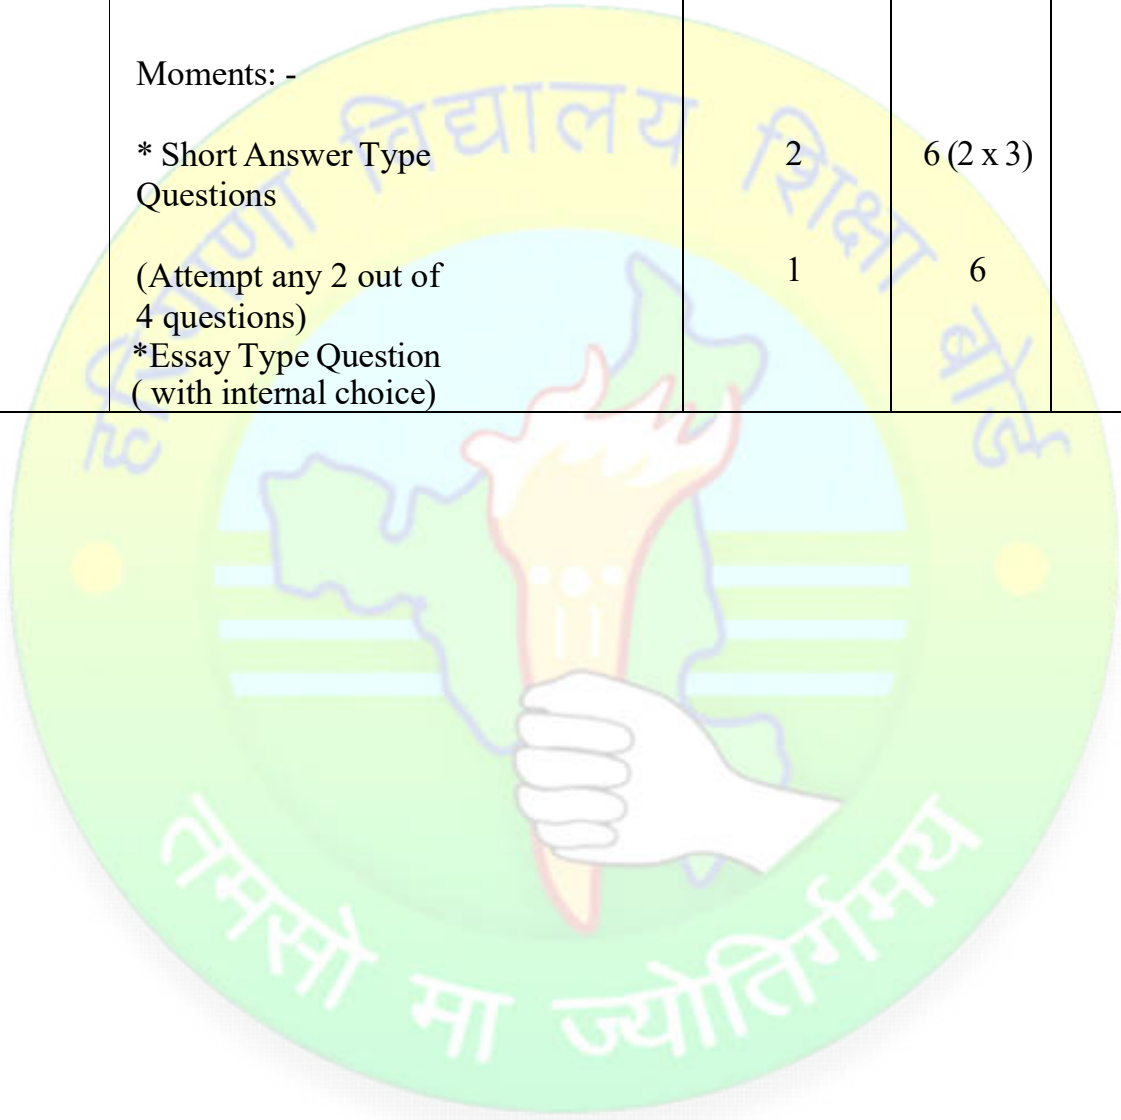 Moments: -
हरियाणा विद्यालय शिक्षा बोर्ड
* Short Answer Type 2 6 (2 x 3)
Questions
(Attempt any 2 out of 1 6
4 questions)
*Essay Type Question
( with internal choice)
तमसो मा ज्योतिर्गमय